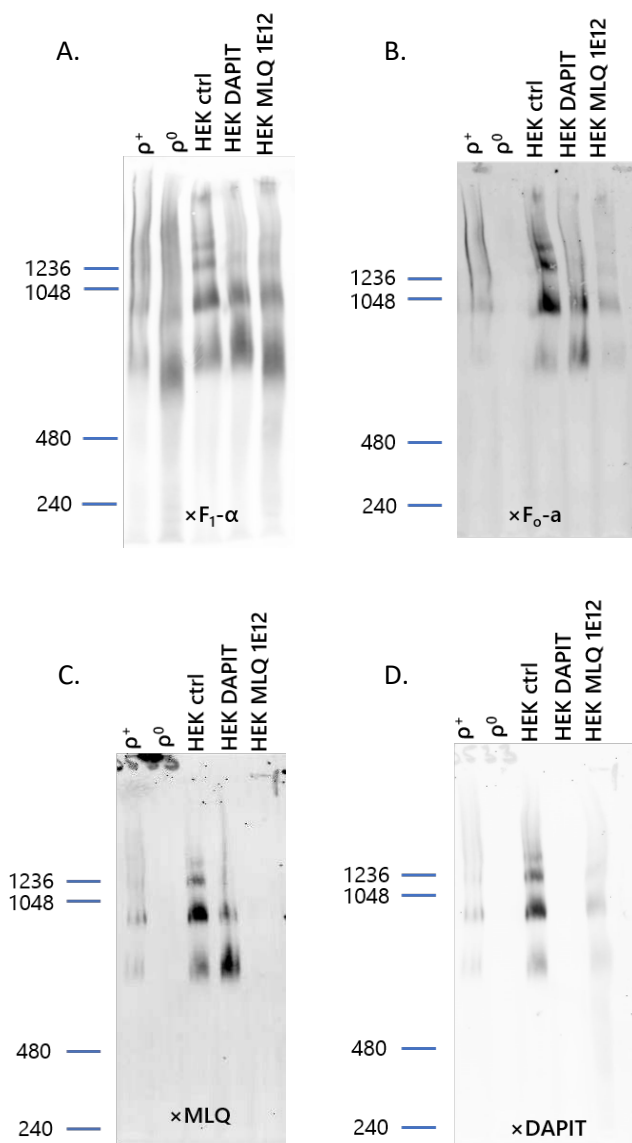 A.
ρ⁺
ρ⁰
HEK ctrl
HEK DAPIT
HEK MLQ 1E12
1236
1048
480
240
×F₁-α
B.
ρ⁺
ρ⁰
HEK ctrl
HEK DAPIT
HEK MLQ 1E12
1236
1048
480
240
×Fₒ-a
C.
ρ⁺
ρ⁰
HEK ctrl
HEK DAPIT
HEK MLQ 1E12
1236
1048
480
240
×MLQ
D.
ρ⁺
ρ⁰
HEK ctrl
HEK DAPIT
HEK MLQ 1E12
1236
1048
480
240
×DAPIT